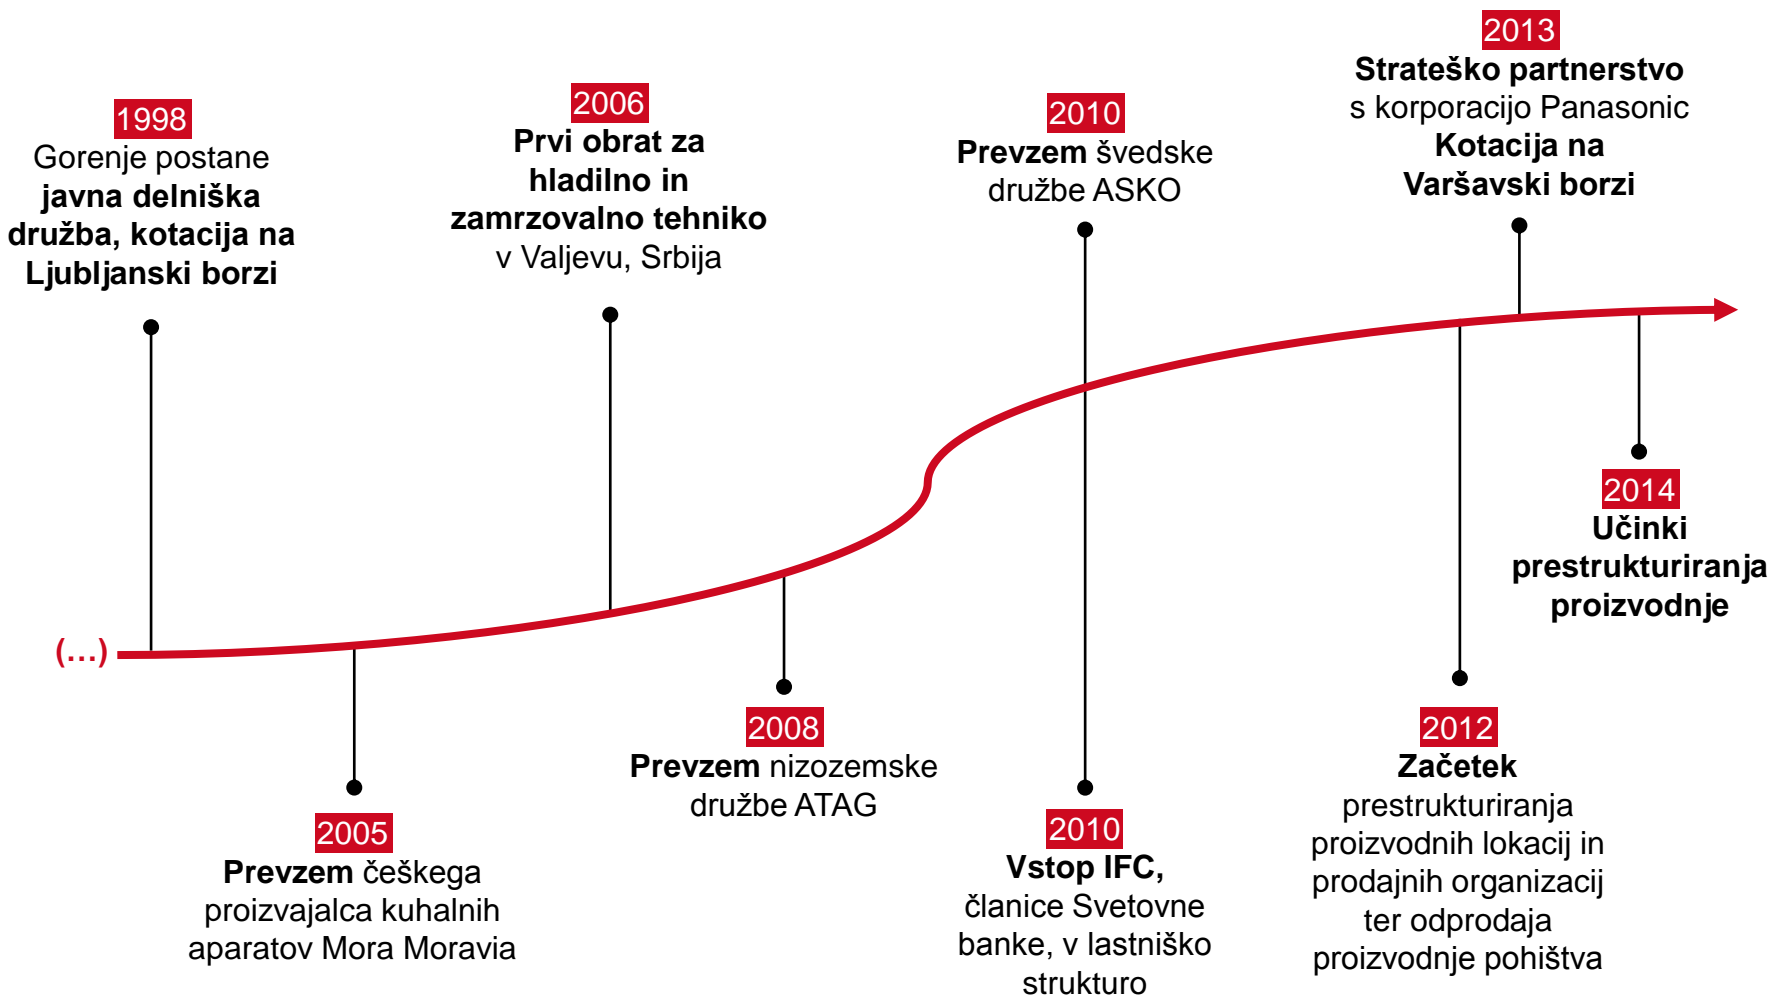 1998
Gorenje postane
javna delniška
družba, kotacija na
Ljubljanski borzi
2006
Prvi obrat za
hladilno in
zamrzovalno tehniko
v Valjevu, Srbija
2010
Prevzem švedske
družbe ASKO
2013
Strateško partnerstvo
s korporacijo Panasonic
Kotacija na
Varšavski borzi
(...)
2005
Prevzem češkega
proizvajalca kuhalnih
aparatov Mora Moravia
2008
Prevzem nizozemske
družbe ATAG
2010
Vstop IFC,
članice Svetovne
banke, v lastniško
strukturo
2012
Začetek
prestrukturiranja
proizvodnih lokacij in
prodajnih organizacij
ter odprodaja
proizvodnje pohištva
2014
Učinki
prestrukturiranja
proizvodnje